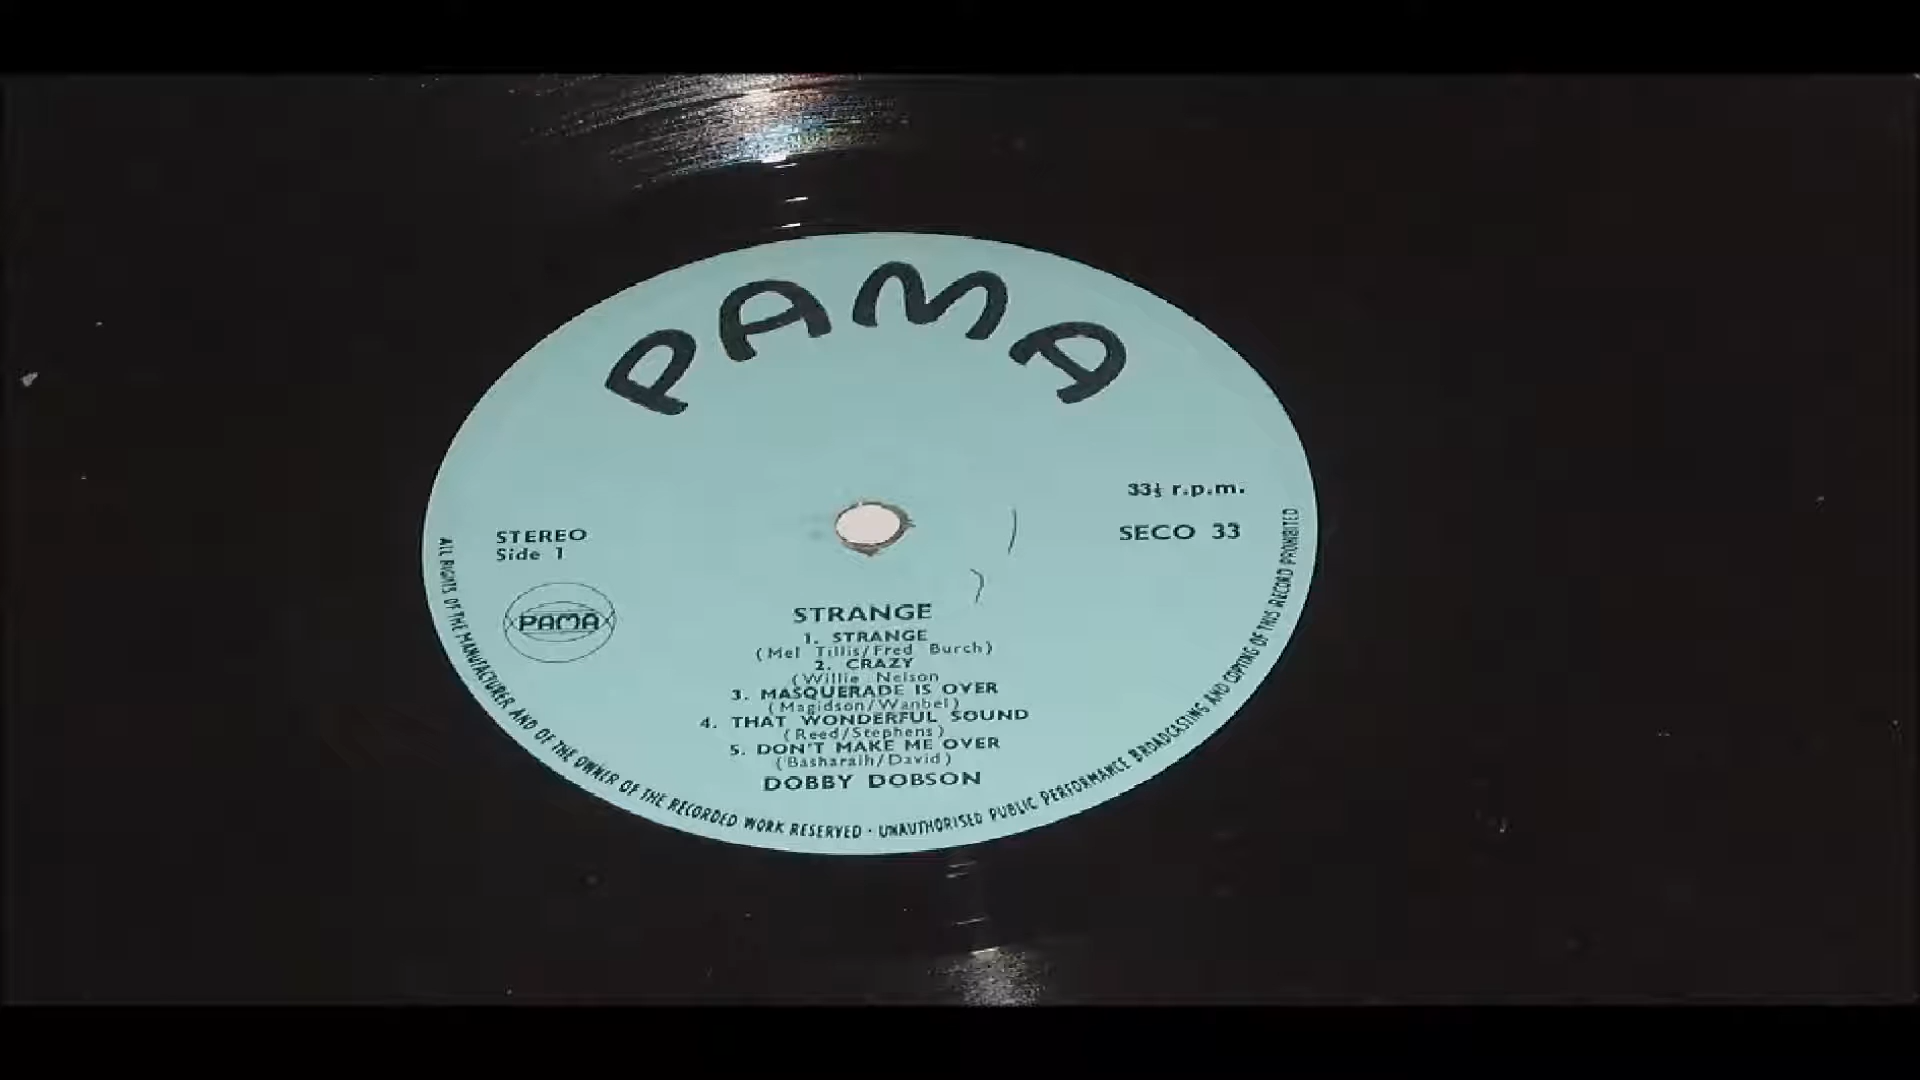 PAMA
33⅓ r.p.m.
STEREO
Side 1
SECO 33
PAMA
STRANGE
1. STRANGE
(Mel Tillis/Fred Burch)
2. CRAZY
(Willie Nelson
3. MASQUERADE IS OVER
(Magidson/Wanbel)
4. THAT WONDERFUL SOUND
(Reed/Stephens)
5. DON'T MAKE ME OVER
(Basharaih/David)
DOBBY DOBSON
ALL RIGHTS OF THE MANUFACTURER AND OF THE OWNER OF THE RECORDED WORK RESERVED · UNAUTHORISED PUBLIC PERFORMANCE BROADCASTING AND COPYING OF THIS RECORD PROHIBITED